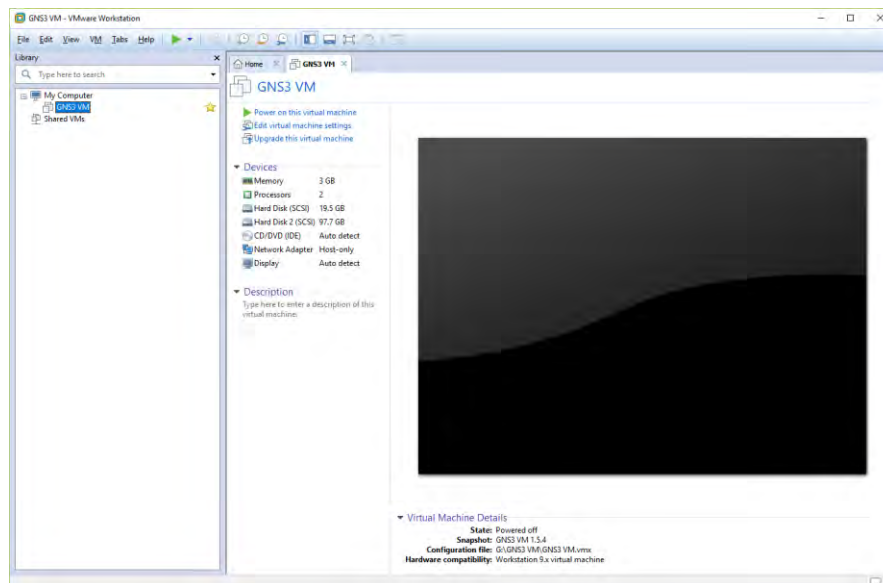 GNS3 VM - VMware Workstation
File Edit View VM Tabs Help
Library
Type here to search
My Computer
GNS3 VM
Shared VMs
Home GNS3 VM
GNS3 VM
Power on this virtual machine
Edit virtual machine settings
Upgrade this virtual machine
Devices
Memory 3 GB
Processors 2
Hard Disk (SCSI) 19.5 GB
Hard Disk 2 (SCSI) 97.7 GB
CD/DVD (IDE) Auto detect
Network Adapter Host-only
Display Auto detect
Description
Type here to enter a description of this
virtual machine.
Virtual Machine Details
State: Powered off
Snapshot: GNS3 VM 1.5.4
Configuration file: G:\GNS3 VM\GNS3 VM.vmx
Hardware compatibility: Workstation 9.x virtual machine